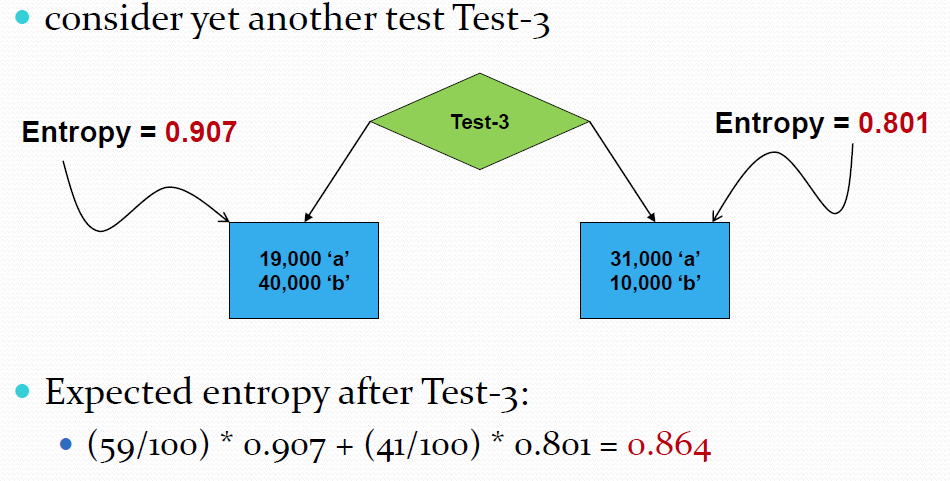 consider yet another test Test-3
Test-3
Entropy = 0.907
Entropy = 0.801
19,000 ‘a’
40,000 ‘b’
31,000 ‘a’
10,000 ‘b’
Expected entropy after Test-3:
(59/100) * 0.907 + (41/100) * 0.801 = 0.864